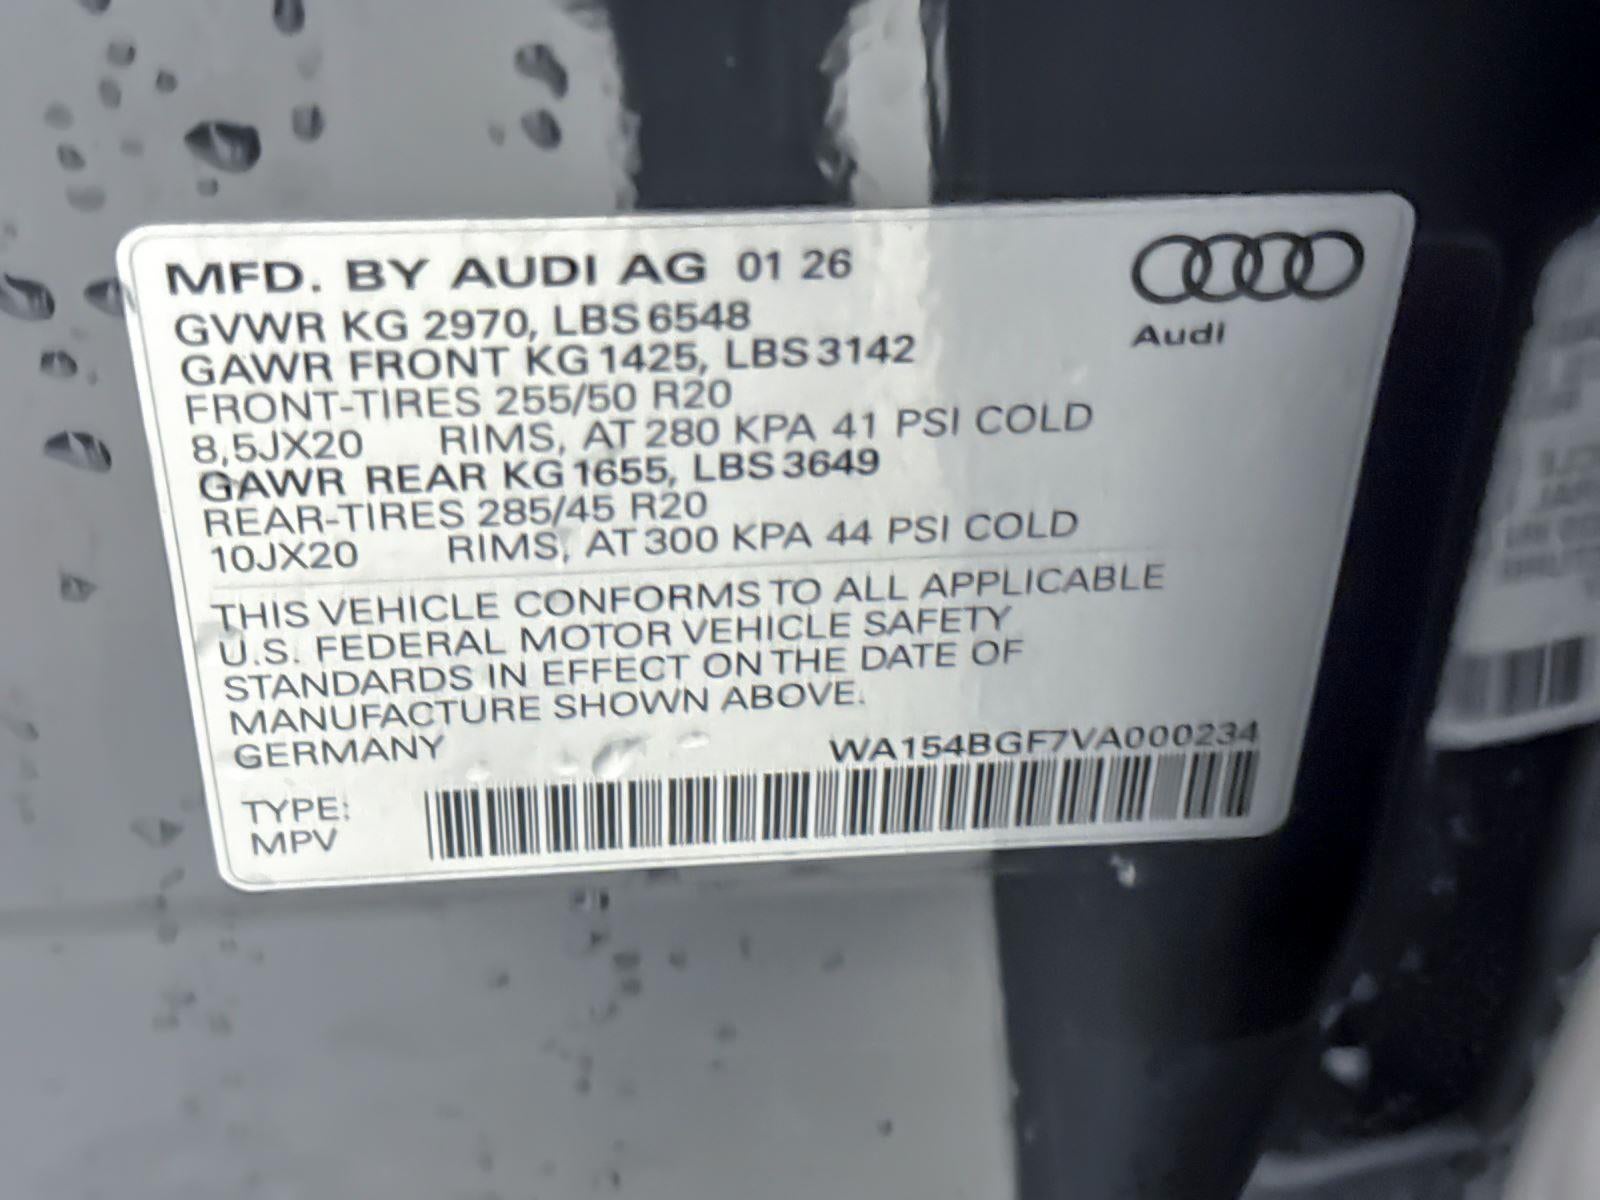 MFD. BY AUDI AG 01 26
Audi
GVWR KG 2970, LBS 6548
GAWR FRONT KG 1425, LBS 3142
FRONT-TIRES 255/50 R20
8,5JX20 RIMS, AT 280 KPA 41 PSI COLD
GAWR REAR KG 1655, LBS 3649
REAR-TIRES 285/45 R20
10JX20 RIMS, AT 300 KPA 44 PSI COLD
THIS VEHICLE CONFORMS TO ALL APPLICABLE
U.S. FEDERAL MOTOR VEHICLE SAFETY
STANDARDS IN EFFECT ON THE DATE OF
MANUFACTURE SHOWN ABOVE.
GERMANY WA154BGF7VA000234
TYPE:
MPV